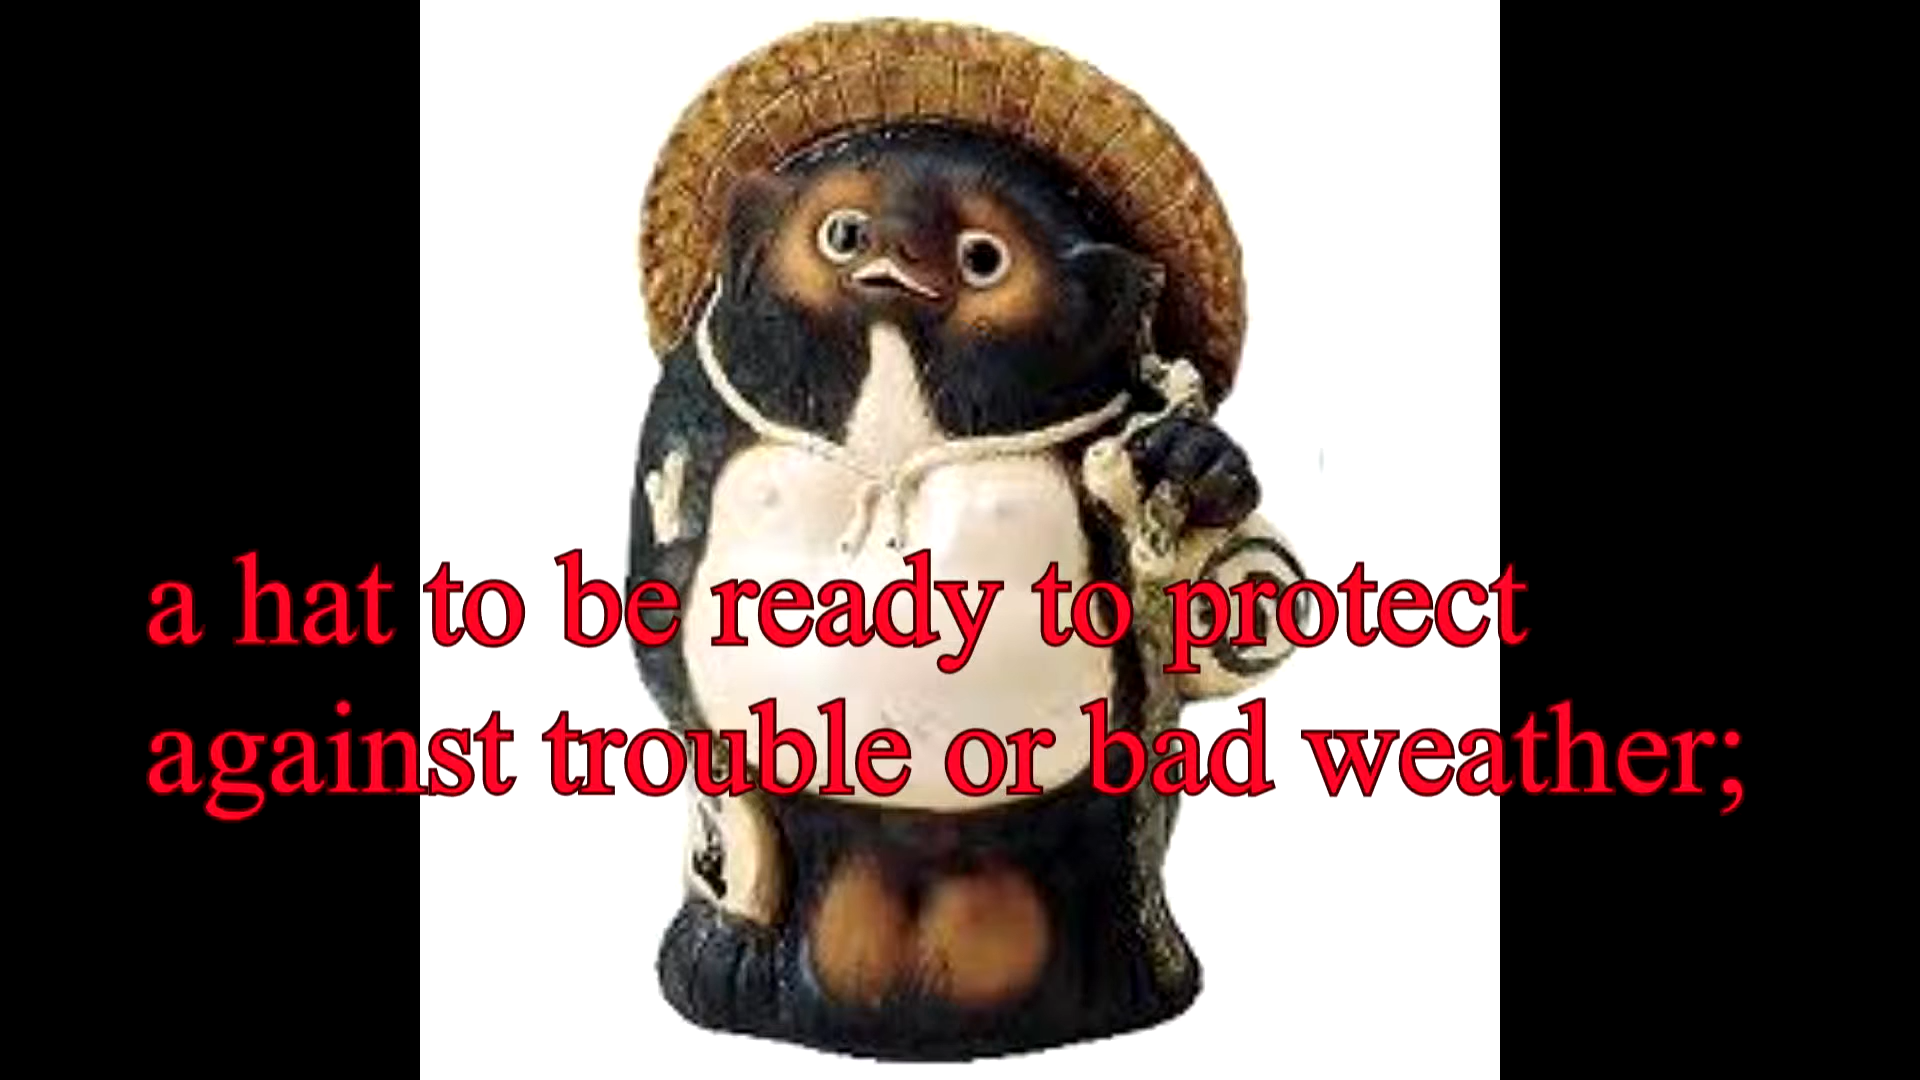 a hat to be ready to protect
against trouble or bad weather;